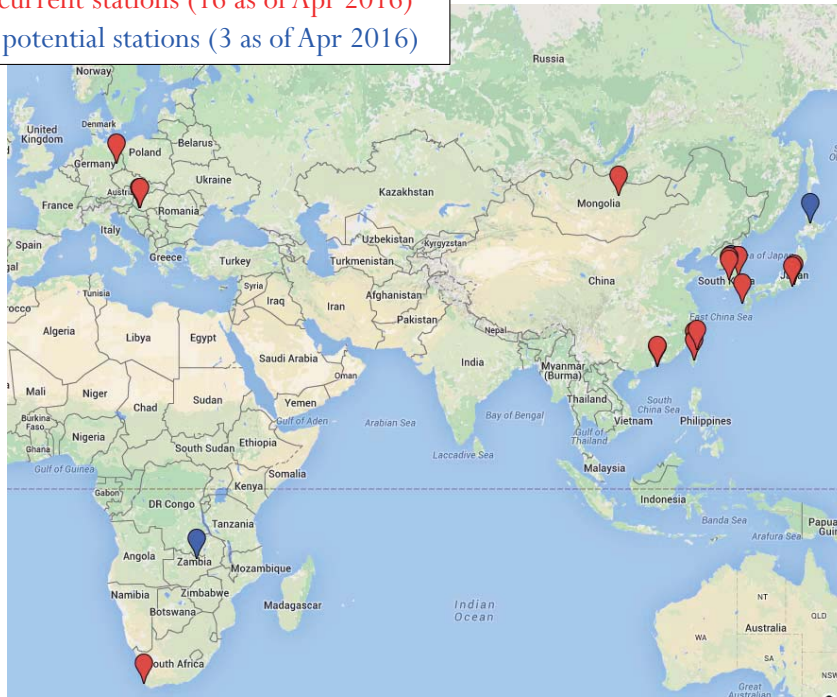 current stations (16 as of Apr 2016)
potential stations (3 as of Apr 2016)
Russia
Norway
Denmark
United
Kingdom
Belarus
Poland
Germany
Ukraine
Kazakhstan
Mongolia
France
Romania
Italy
Uzbekistan
Kyrgyzstan
Spain
Greece
Turkey
Turkmenistan
China
East China Sea
Tunisia
Syria
Iraq
Iran
Afghanistan
Pakistan
Nepal
Algeria
Libya
Egypt
Saudi Arabia
Oman
India
Myanmar
(Burma)
Mali
Niger
Chad
Sudan
Yemen
Gulf of Aden
Arabian Sea
Bay of Bengal
Thailand
South
China Sea
Vietnam
Philippines
Burkina
Faso
Nigeria
Ghana
South Sudan
Ethiopia
Gulf of
Thailand
Laccadive Sea
Gulf of Guinea
Somalia
Malaysia
Gabon
Kenya
DR Congo
Indonesia
Tanzania
Banda Sea
Papua
Arafura Sea
Angola
Zambia
Mozambique
Namibia
Zimbabwe
Botswana
Madagascar
Indian
Ocean
NT
QLD
Australia
WA
SA
NSW
Great
Australian